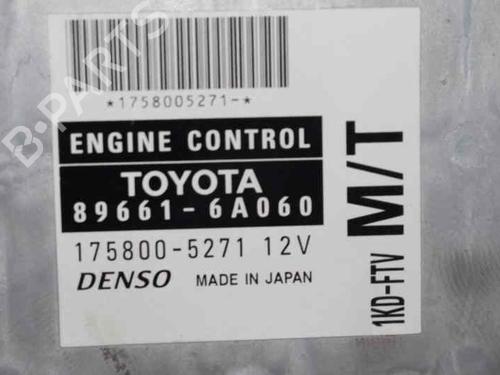 B-PARTS
*1758005271-*
ENGINE CONTROL
TOYOTA
89661-6A060
175800-5271 12V
DENSO MADE IN JAPAN
1KD-FTV M/T